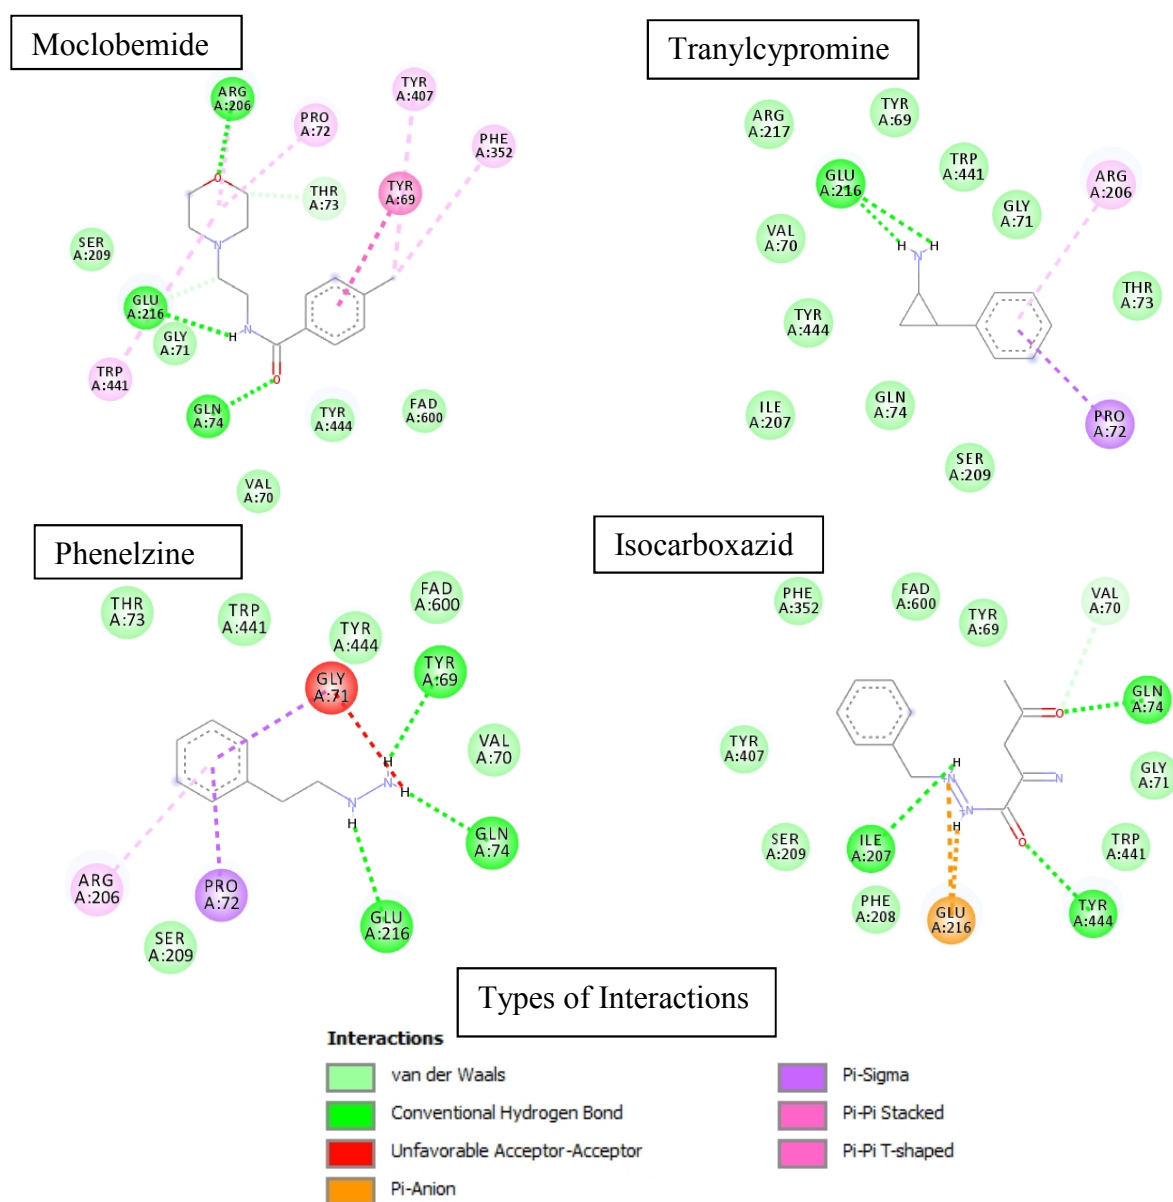 Moclobemide
ARG
A:206
PRO
A:72
TYR
A:407
PHE
A:352
THR
A:73
TYR
A:69
O
SER
A:209
N
GLU
A:216
GLY
A:71
H
N
TRP
A:441
O
GLN
A:74
TYR
A:444
FAD
A:600
VAL
A:70
Tranylcypromine
ARG
A:217
TYR
A:69
TRP
A:441
GLU
A:216
ARG
A:206
GLY
A:71
VAL
A:70
H H
N
THR
A:73
TYR
A:444
ILE
A:207
GLN
A:74
PRO
A:72
SER
A:209
Phenelzine
THR
A:73
TRP
A:441
FAD
A:600
TYR
A:444
TYR
A:69
GLY
A:71
VAL
A:70
H
N
H
N
H
GLN
A:74
ARG
A:206
PRO
A:72
GLU
A:216
SER
A:209
Isocarboxazid
PHE
A:352
FAD
A:600
TYR
A:69
VAL
A:70
GLN
A:74
O
TYR
A:407
H
N
N
GLY
A:71
N
H
O
SER
A:209
ILE
A:207
TRP
A:441
PHE
A:208
GLU
A:216
TYR
A:444
Types of Interactions
Interactions
van der Waals
Conventional Hydrogen Bond
Unfavorable Acceptor-Acceptor
Pi-Anion
Pi-Sigma
Pi-Pi Stacked
Pi-Pi T-shaped